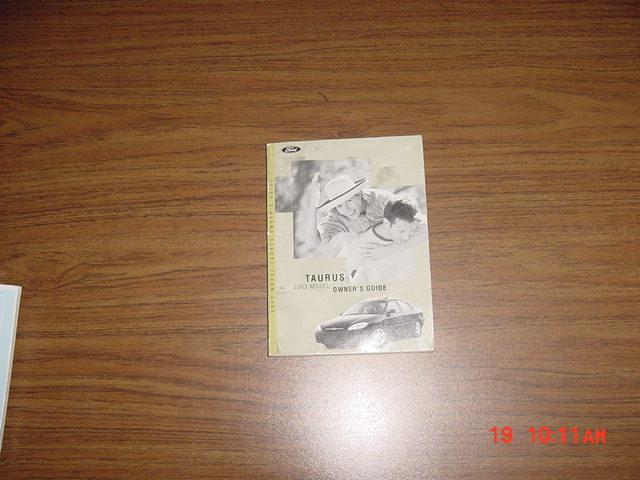 Ford
TAURUS
2003 MODEL OWNER'S GUIDE
19 10:11AM